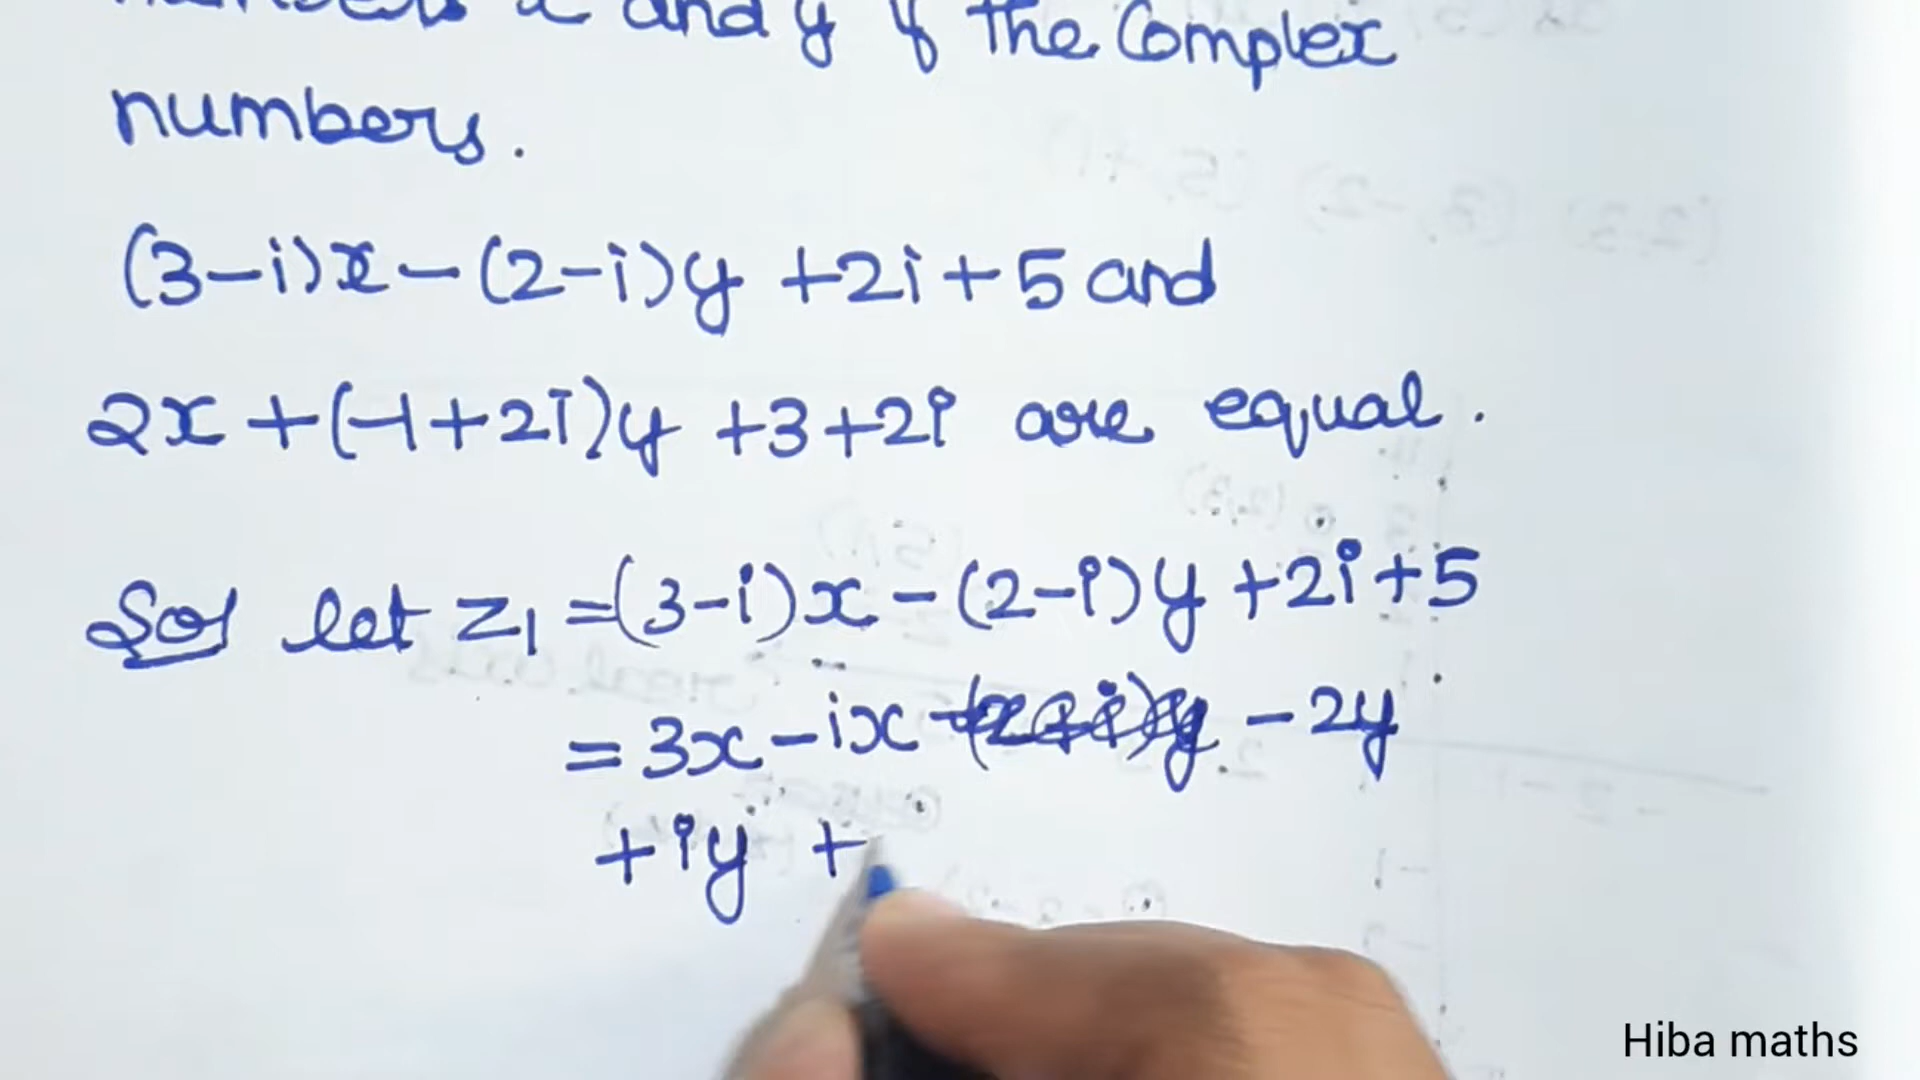 numbers x and y if the Complex
numbers.
(3-i)x-(2-i)y +2i+5 and
2x+(-1+2i)y +3+2i are equal.
Sol let z₁ =(3-i)x-(2-i)y+2i+5
= 3x-ix -2y
+iy +
Hiba maths